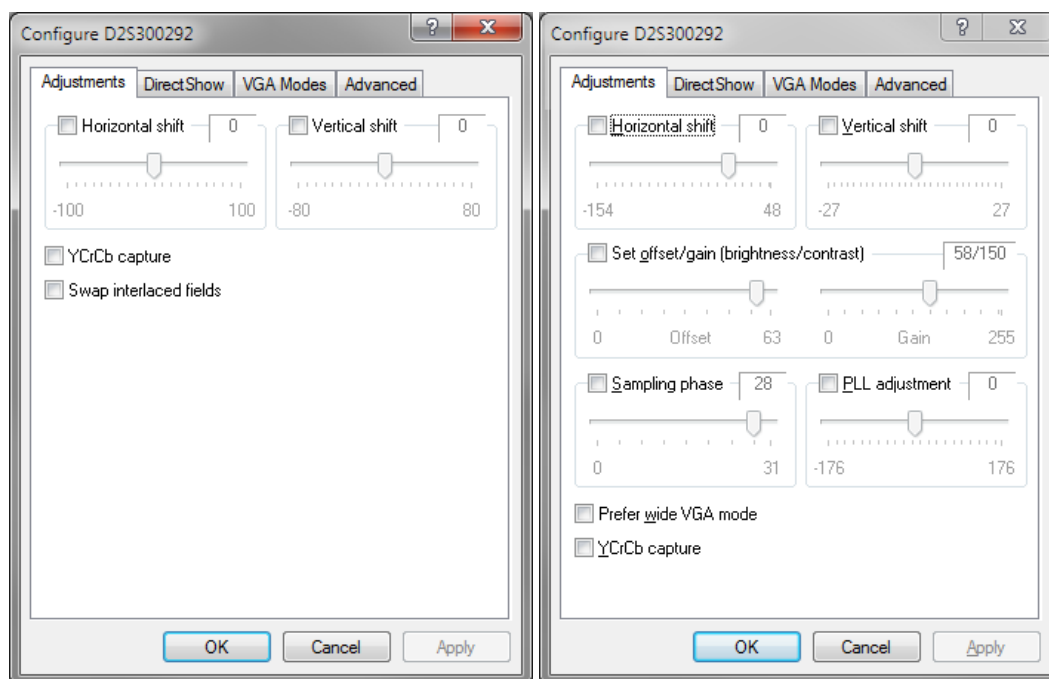 Configure D2S300292
Adjustments DirectShow VGA Modes Advanced
Horizontal shift 0 Vertical shift 0
-100 100 -80 80
YCrCb capture
Swap interlaced fields
OK Cancel Apply
Configure D2S300292
Adjustments DirectShow VGA Modes Advanced
Horizontal shift 0 Vertical shift 0
-154 48 -27 27
Set offset/gain (brightness/contrast) 58/150
0 Offset 63 0 Gain 255
Sampling phase 28 PLL adjustment 0
0 31 -176 176
Prefer wide VGA mode
YCrCb capture
OK Cancel Apply